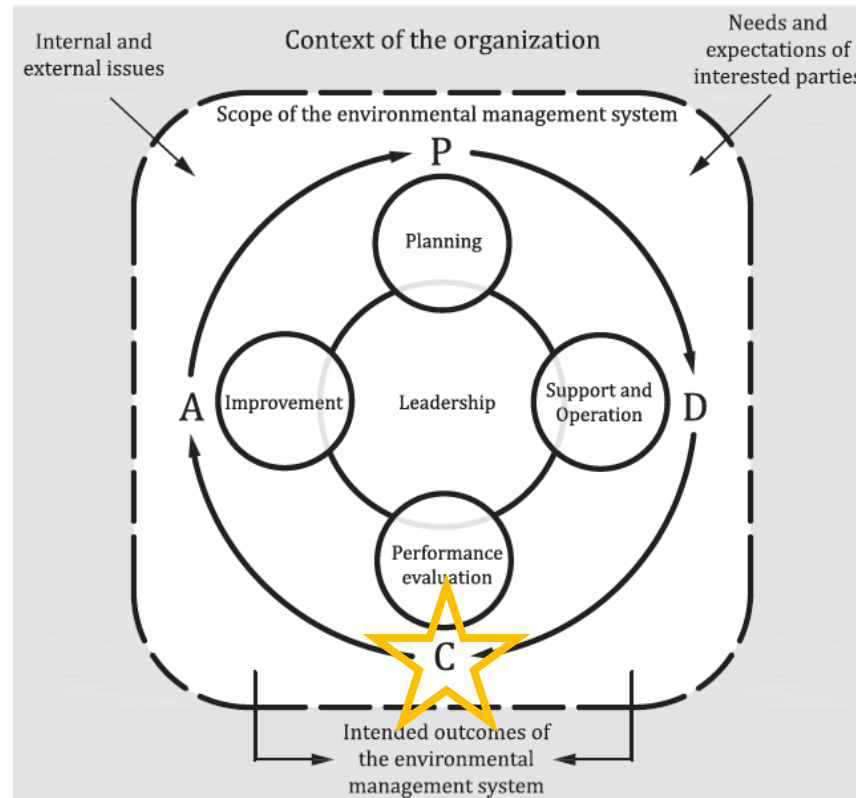 Internal and
external issues
Context of the organization
Needs and
expectations of
interested parties
Scope of the environmental management system
P
Planning
A
Improvement
Leadership
Support and
Operation
D
Performance
evaluation
C
Intended outcomes of
the environmental
management system